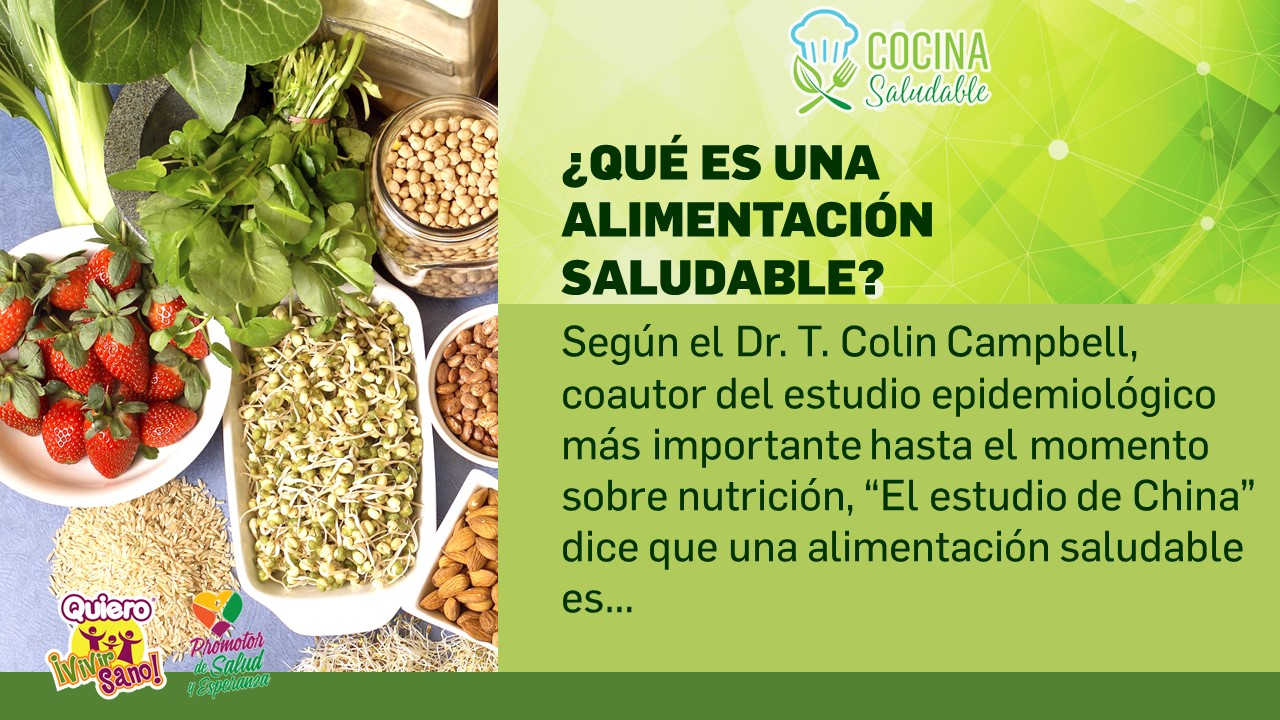 COCINA
Saludable
¿QUÉ ES UNA
ALIMENTACIÓN
SALUDABLE?
Según el Dr. T. Colin Campbell,
coautor del estudio epidemiológico
más importante hasta el momento
sobre nutrición, “El estudio de China”
dice que una alimentación saludable
es...
Quiero
¡Vivir
Sano!
Promotor
de Salud
y Esperanza